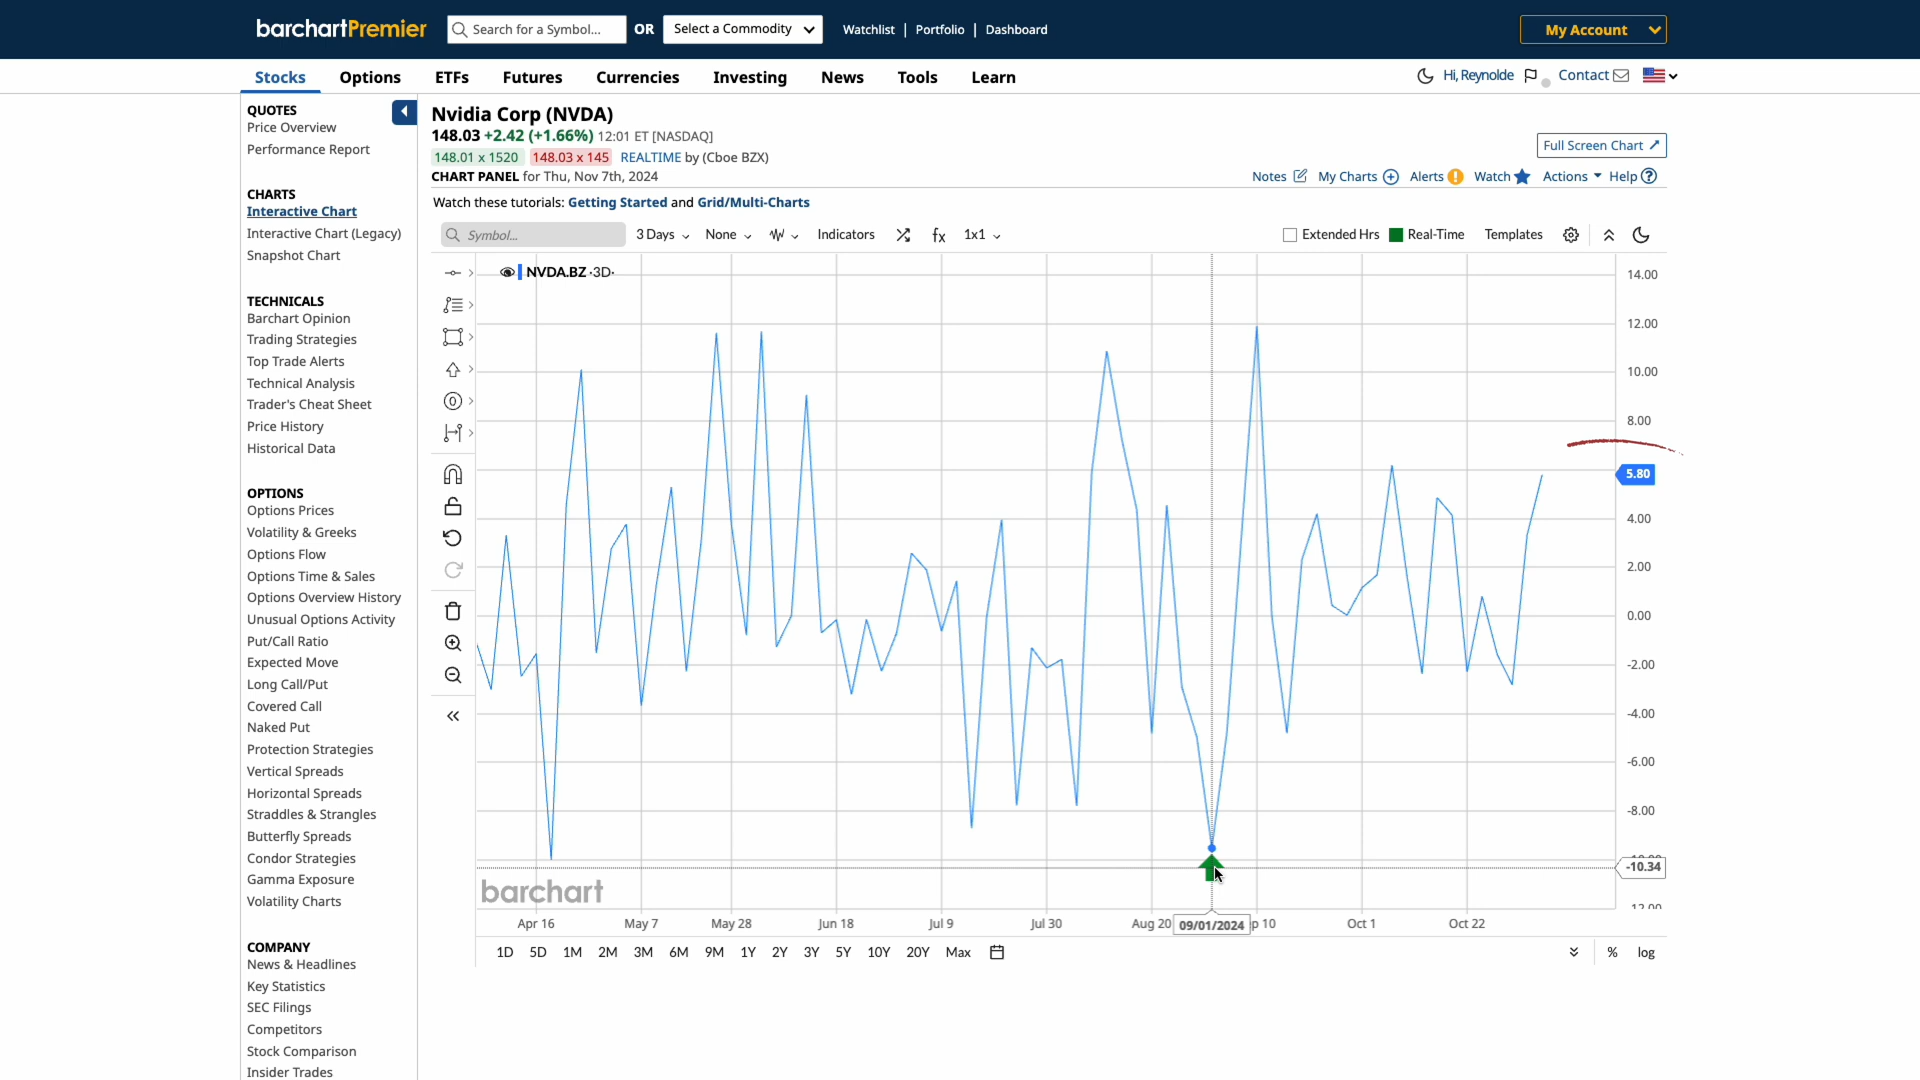 barchartPremier
Search for a Symbol...
OR
Select a Commodity
Watchlist | Portfolio | Dashboard
My Account
Stocks Options ETFs Futures Currencies Investing News Tools Learn
Hi, Reynolde
Contact
QUOTES
Price Overview
Performance Report
CHARTS
Interactive Chart
Interactive Chart (Legacy)
Snapshot Chart
TECHNICALS
Barchart Opinion
Trading Strategies
Top Trade Alerts
Technical Analysis
Trader's Cheat Sheet
Price History
Historical Data
OPTIONS
Options Prices
Volatility & Greeks
Options Flow
Options Time & Sales
Options Overview History
Unusual Options Activity
Put/Call Ratio
Expected Move
Long Call/Put
Covered Call
Naked Put
Protection Strategies
Vertical Spreads
Horizontal Spreads
Straddles & Strangles
Butterfly Spreads
Condor Strategies
Gamma Exposure
Volatility Charts
COMPANY
News & Headlines
Key Statistics
SEC Filings
Competitors
Stock Comparison
Insider Trades
Nvidia Corp (NVDA)
148.03 +2.42 (+1.66%) 12:01 ET [NASDAQ]
148.01 x 1520 148.03 x 145 REALTIME by (Cboe BZX)
CHART PANEL for Thu, Nov 7th, 2024
Full Screen Chart
Notes My Charts Alerts Watch Actions Help
Watch these tutorials: Getting Started and Grid/Multi-Charts
Symbol... 3 Days None Indicators fx 1x1
Extended Hrs Real-Time Templates
NVDA.BZ ·3D·
14.00
12.00
10.00
8.00
5.80
4.00
2.00
0.00
-2.00
-4.00
-6.00
-8.00
-10.34
barchart
Apr 16 May 7 May 28 Jun 18 Jul 9 Jul 30 Aug 20 09/01/2024 p 10 Oct 1 Oct 22
1D 5D 1M 2M 3M 6M 9M 1Y 2Y 3Y 5Y 10Y 20Y Max
% log